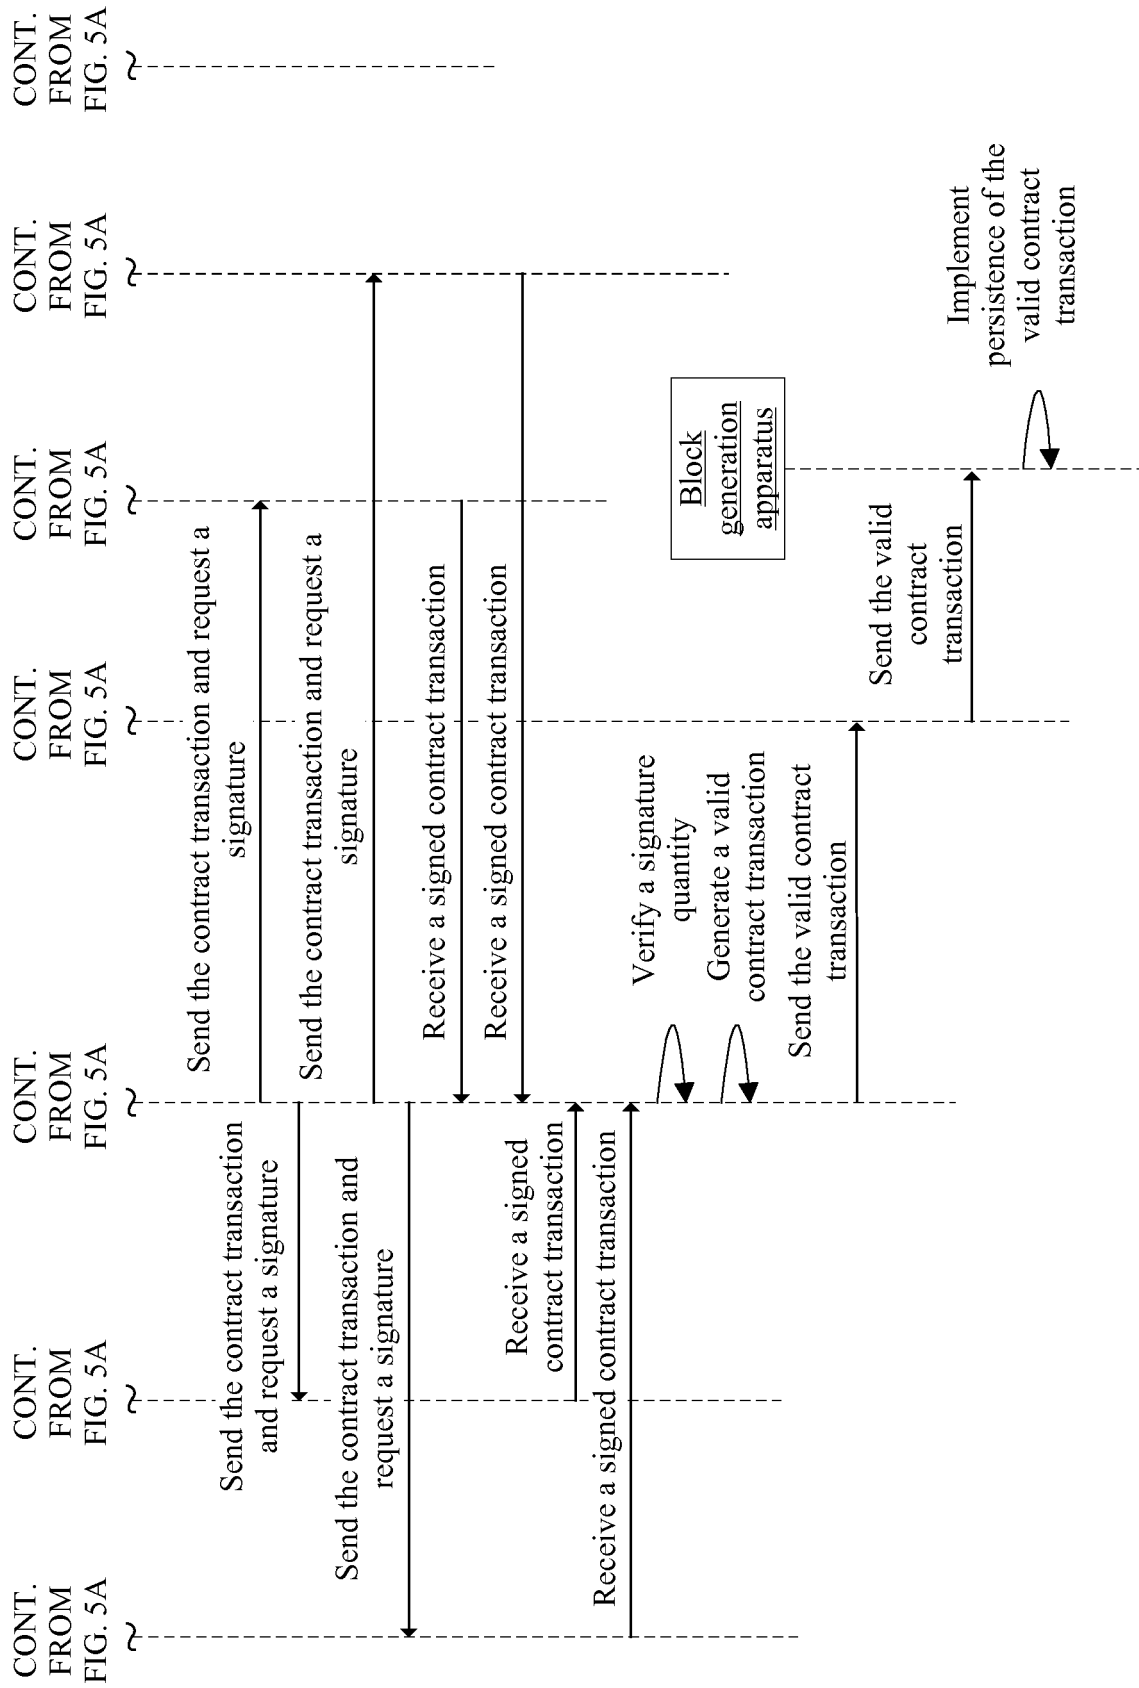 CONT.
FROM
FIG. 5A
CONT.
FROM
FIG. 5A
CONT.
FROM
FIG. 5A
CONT.
FROM
FIG. 5A
CONT.
FROM
FIG. 5A
CONT.
FROM
FIG. 5A
CONT.
FROM
FIG. 5A
Send the contract transaction and request a
signature
Send the contract transaction
and request a signature
Send the contract transaction and request a
signature
Send the contract transaction and
request a signature
Receive a signed contract transaction
Receive a signed contract transaction
Receive a signed
contract transaction
Receive a signed contract transaction
Verify a signature
quantity
Generate a valid
contract transaction
Block
generation
apparatus
Send the valid contract
transaction
Send the valid
contract
transaction
Implement
persistence of the
valid contract
transaction